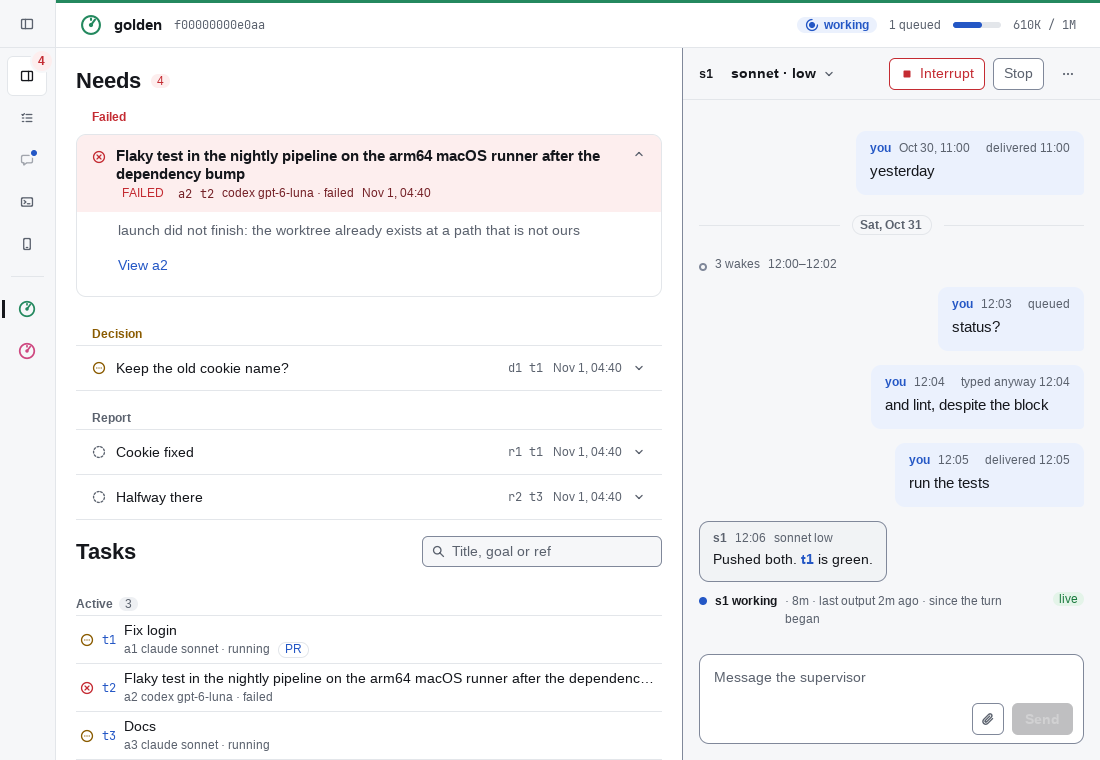 golden f00000000e0aa
working 1 queued 610K / 1M
4
Needs 4
Failed
Flaky test in the nightly pipeline on the arm64 macOS runner after the
dependency bump
FAILED a2 t2 codex gpt-6-luna · failed Nov 1, 04:40
launch did not finish: the worktree already exists at a path that is not ours
View a2
Decision
Keep the old cookie name? d1 t1 Nov 1, 04:40
Report
Cookie fixed r1 t1 Nov 1, 04:40
Halfway there r2 t3 Nov 1, 04:40
Tasks
Title, goal or ref
Active 3
t1 Fix login
a1 claude sonnet · running PR
t2 Flaky test in the nightly pipeline on the arm64 macOS runner after the dependenc…
a2 codex gpt-6-luna · failed
t3 Docs
a3 claude sonnet · running
s1 sonnet · low
Interrupt
Stop
you Oct 30, 11:00 delivered 11:00
yesterday
Sat, Oct 31
3 wakes 12:00–12:02
you 12:03 queued
status?
you 12:04 typed anyway 12:04
and lint, despite the block
you 12:05 delivered 12:05
run the tests
s1 12:06 sonnet low
Pushed both. t1 is green.
s1 working · 8m · last output 2m ago · since the turn
began
live
Message the supervisor
Send